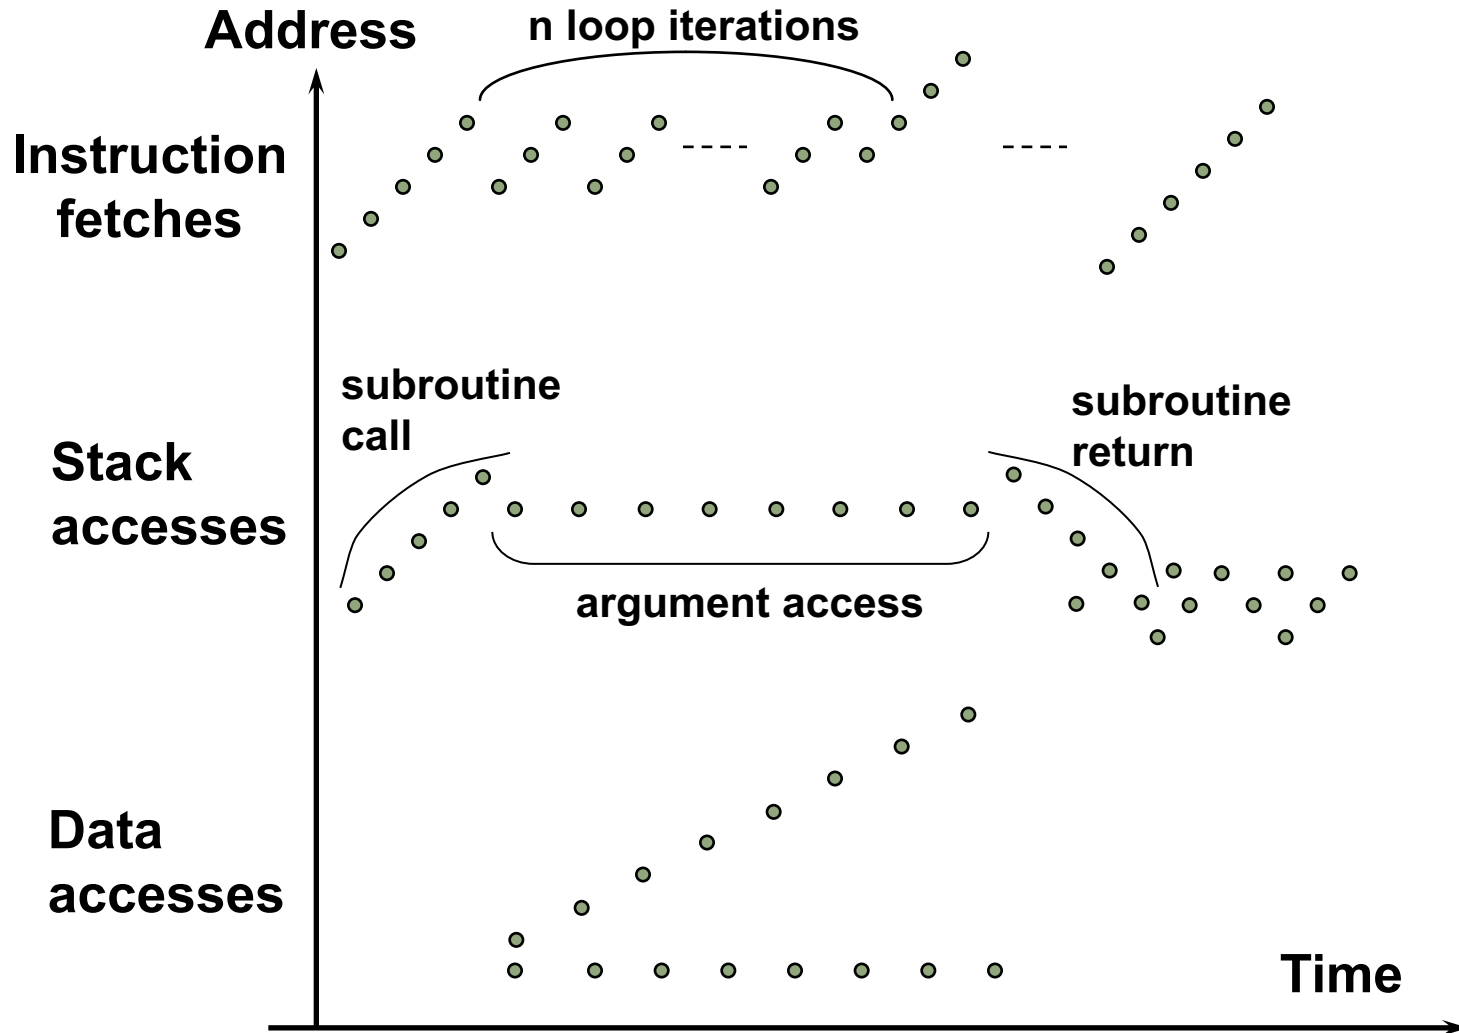 Address
n loop iterations
Instruction
fetches
subroutine
call
subroutine
return
Stack
accesses
argument access
Data
accesses
Time